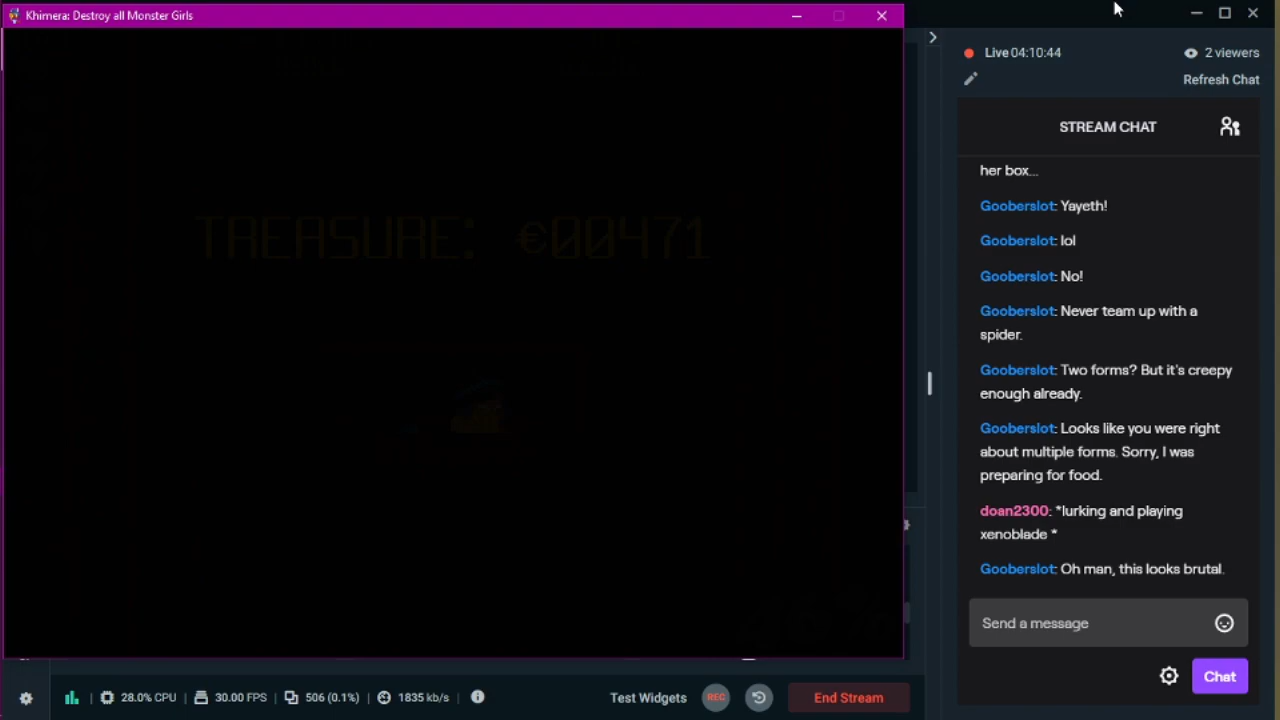 Khimera: Destroy all Monster Girls
TREASURE: €00471
Live 04:10:44
2 viewers
Refresh Chat
STREAM CHAT
her box...
Gooberslot: Yayeth!
Gooberslot: lol
Gooberslot: No!
Gooberslot: Never team up with a
spider.
Gooberslot: Two forms? But it's creepy
enough already.
Gooberslot: Looks like you were right
about multiple forms. Sorry, I was
preparing for food.
doan2300: *lurking and playing
xenoblade *
Gooberslot: Oh man, this looks brutal.
Send a message
Chat
28.0% CPU
30.00 FPS
506 (0.1%)
1835 kb/s
Test Widgets
REC
End Stream